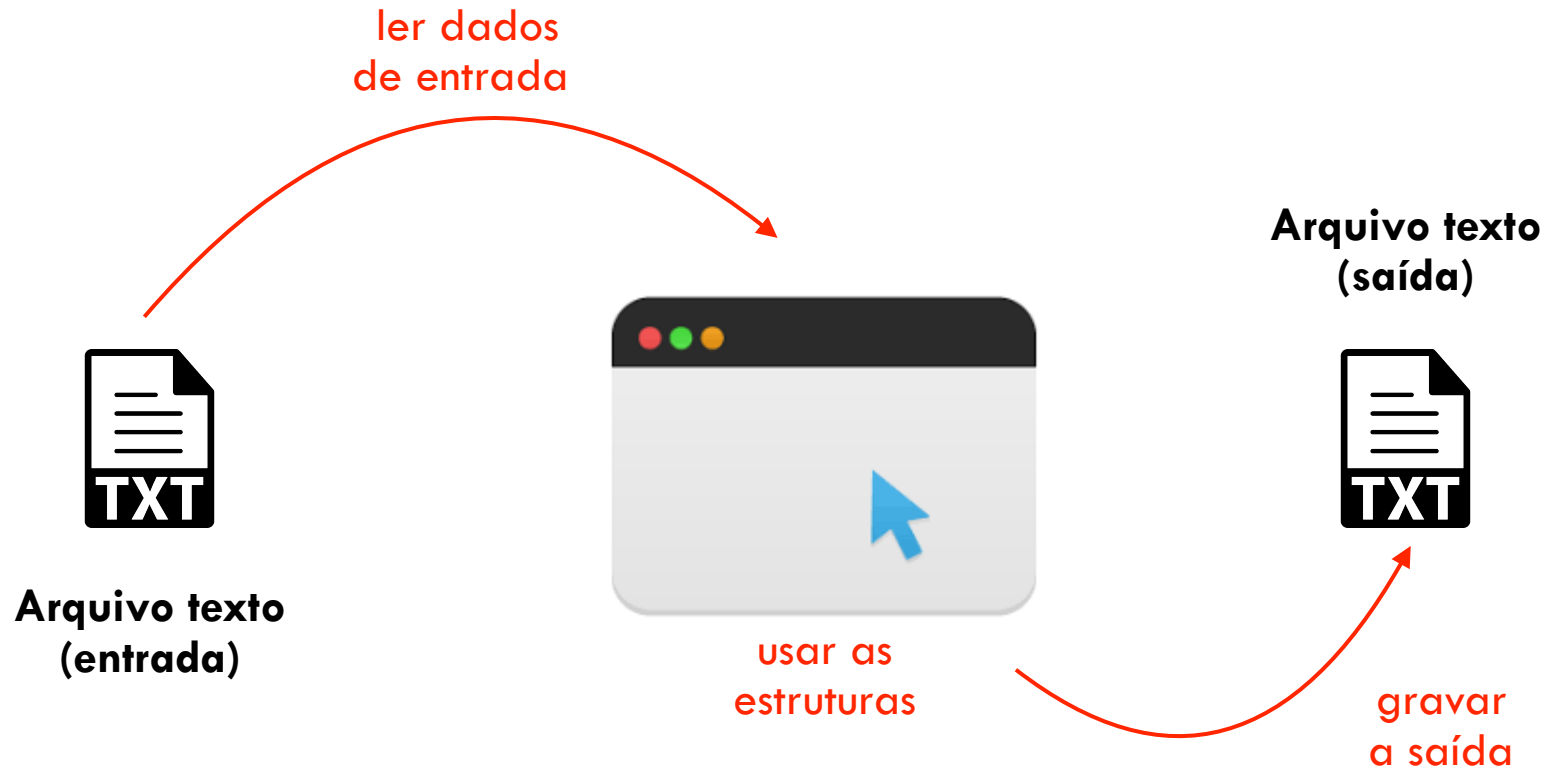 ler dados
de entrada
Arquivo texto
(saída)
TXT
TXT
Arquivo texto
(entrada)
usar as
estruturas
gravar
a saída